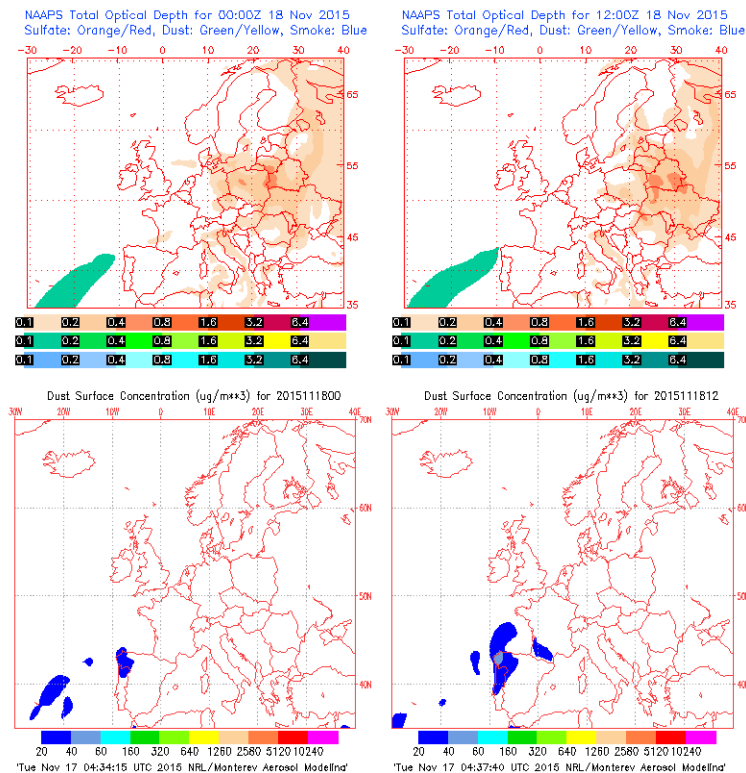 NAAPS Total Optical Depth for 00:00Z 18 Nov 2015
Sulfate: Orange/Red, Dust: Green/Yellow, Smoke: Blue
-30 -20 -10 0 10 20 30 40
65
55
45
35
0.1 0.2 0.4 0.8 1.6 3.2 6.4
0.1 0.2 0.4 0.8 1.6 3.2 6.4
0.1 0.2 0.4 0.8 1.6 3.2 6.4
NAAPS Total Optical Depth for 12:00Z 18 Nov 2015
Sulfate: Orange/Red, Dust: Green/Yellow, Smoke: Blue
-30 -20 -10 0 10 20 30 40
65
55
45
35
0.1 0.2 0.4 0.8 1.6 3.2 6.4
0.1 0.2 0.4 0.8 1.6 3.2 6.4
0.1 0.2 0.4 0.8 1.6 3.2 6.4
Dust Surface Concentration (ug/m**3) for 2015111800
30W 20W 10W 0 10E 20E 30E 40E
70N
60N
50N
40N
20 40 60 160 320 640 1260 2580 5120 10240
'Tue Nov 17 04:34:15 UTC 2015 NRL/Monterey Aerosol Modeling'
Dust Surface Concentration (ug/m**3) for 2015111812
30W 20W 10W 0 10E 20E 30E 40E
70N
60N
50N
40N
20 40 60 160 320 640 1260 2580 5120 10240
'Tue Nov 17 04:37:40 UTC 2015 NRL/Monterey Aerosol Modeling'